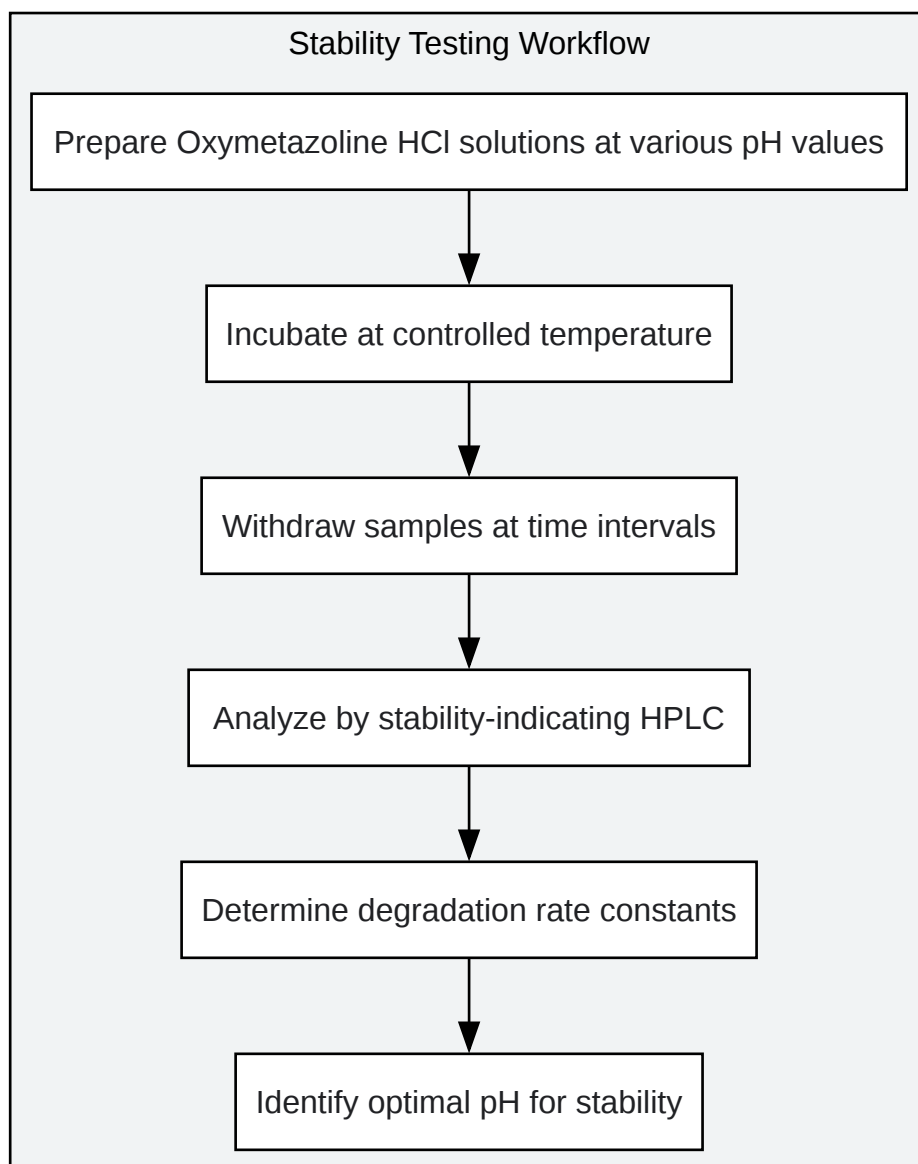 Stability Testing Workflow
Prepare Oxymetazoline HCl solutions at various pH values
Incubate at controlled temperature
Withdraw samples at time intervals
Analyze by stability-indicating HPLC
Determine degradation rate constants
Identify optimal pH for stability